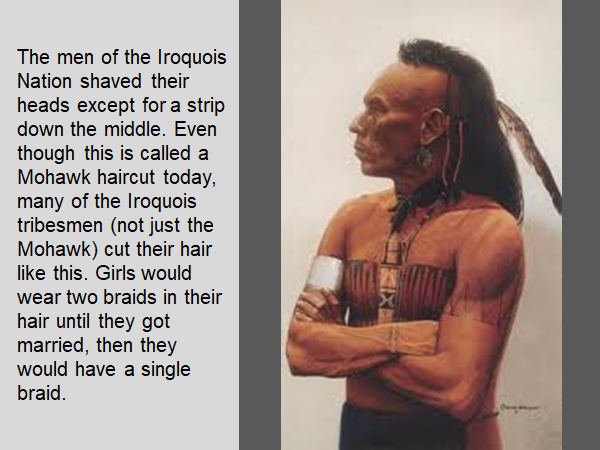 The men of the Iroquois
Nation shaved their
heads except for a strip
down the middle. Even
though this is called a
Mohawk haircut today,
many of the Iroquois
tribesmen (not just the
Mohawk) cut their hair
like this. Girls would
wear two braids in their
hair until they got
married, then they
would have a single
braid.